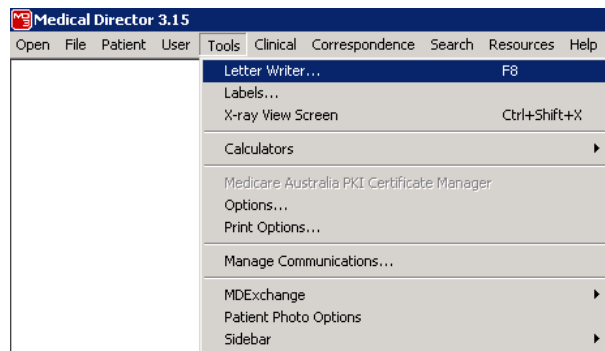 Medical Director 3.15
Open File Patient User Tools Clinical Correspondence Search Resources Help
Letter Writer... F8
Labels...
X-ray View Screen Ctrl+Shift+X
Calculators
Medicare Australia PKI Certificate Manager
Options...
Print Options...
Manage Communications...
MDExchange
Patient Photo Options
Sidebar